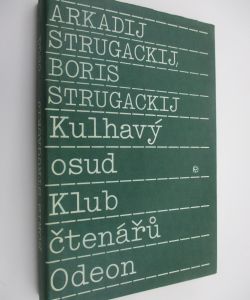 ARKADIJ
STRUGACKIJ,
BORIS
STRUGACKIJ
Kulhavý
osud
Klub
čtenářů
Odeon